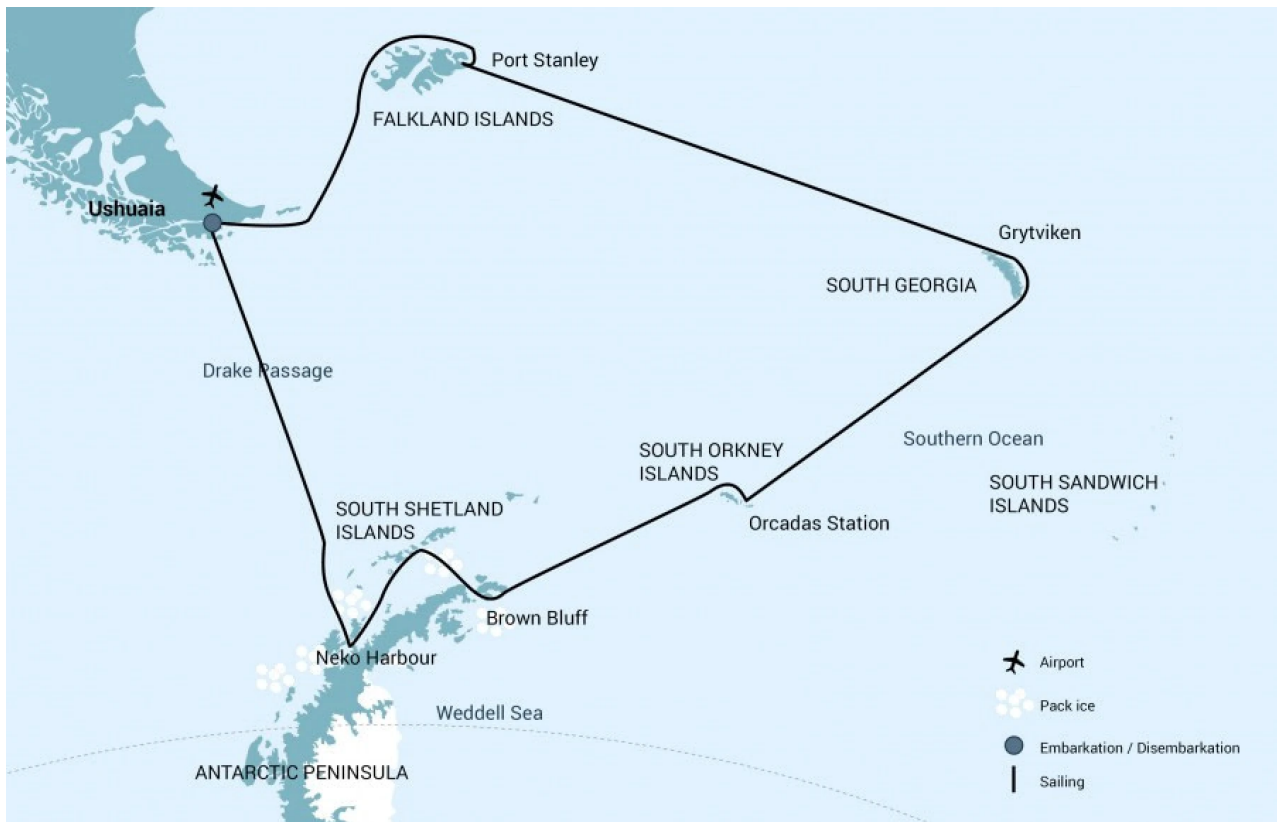 Port Stanley
FALKLAND ISLANDS
Ushuaia
Grytviken
SOUTH GEORGIA
Drake Passage
Southern Ocean
SOUTH ORKNEY
ISLANDS
SOUTH SANDWICH
ISLANDS
SOUTH SHETLAND
ISLANDS
Orcadas Station
Brown Bluff
Neko Harbour
Weddell Sea
ANTARCTIC PENINSULA
Airport
Pack ice
Embarkation / Disembarkation
Sailing